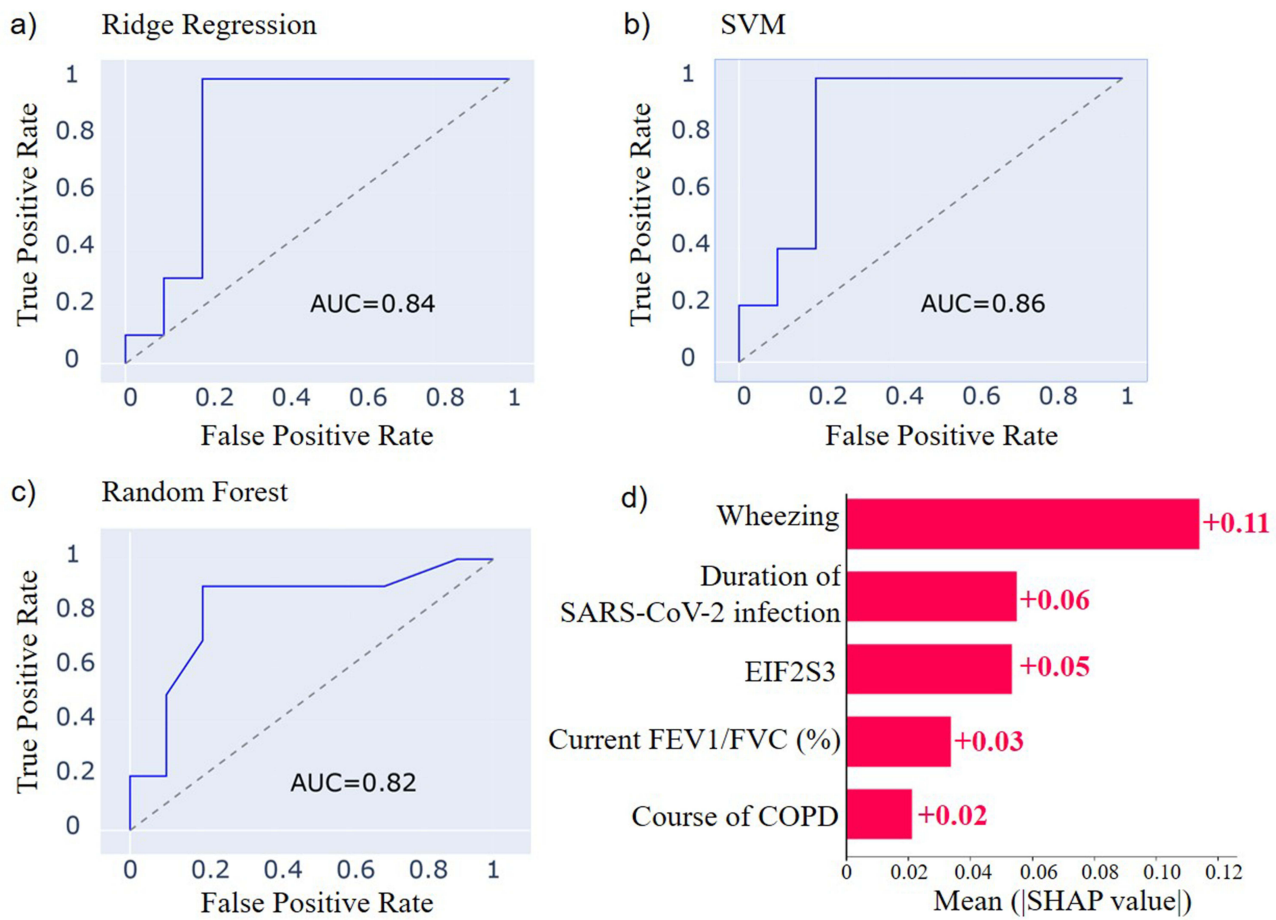 a) Ridge Regression
True Positive Rate
1
0.8
0.6
0.4
0.2
0
AUC=0.84
0 0.2 0.4 0.6 0.8 1
False Positive Rate
b) SVM
True Positive Rate
1
0.8
0.6
0.4
0.2
0
AUC=0.86
0 0.2 0.4 0.6 0.8 1
False Positive Rate
c) Random Forest
True Positive Rate
1
0.8
0.6
0.4
0.2
0
AUC=0.82
0 0.2 0.4 0.6 0.8 1
False Positive Rate
d)
Wheezing +0.11
Duration of
SARS-CoV-2 infection +0.06
EIF2S3 +0.05
Current FEV1/FVC (%) +0.03
Course of COPD +0.02
0 0.02 0.04 0.06 0.08 0.10 0.12
Mean (|SHAP value|)